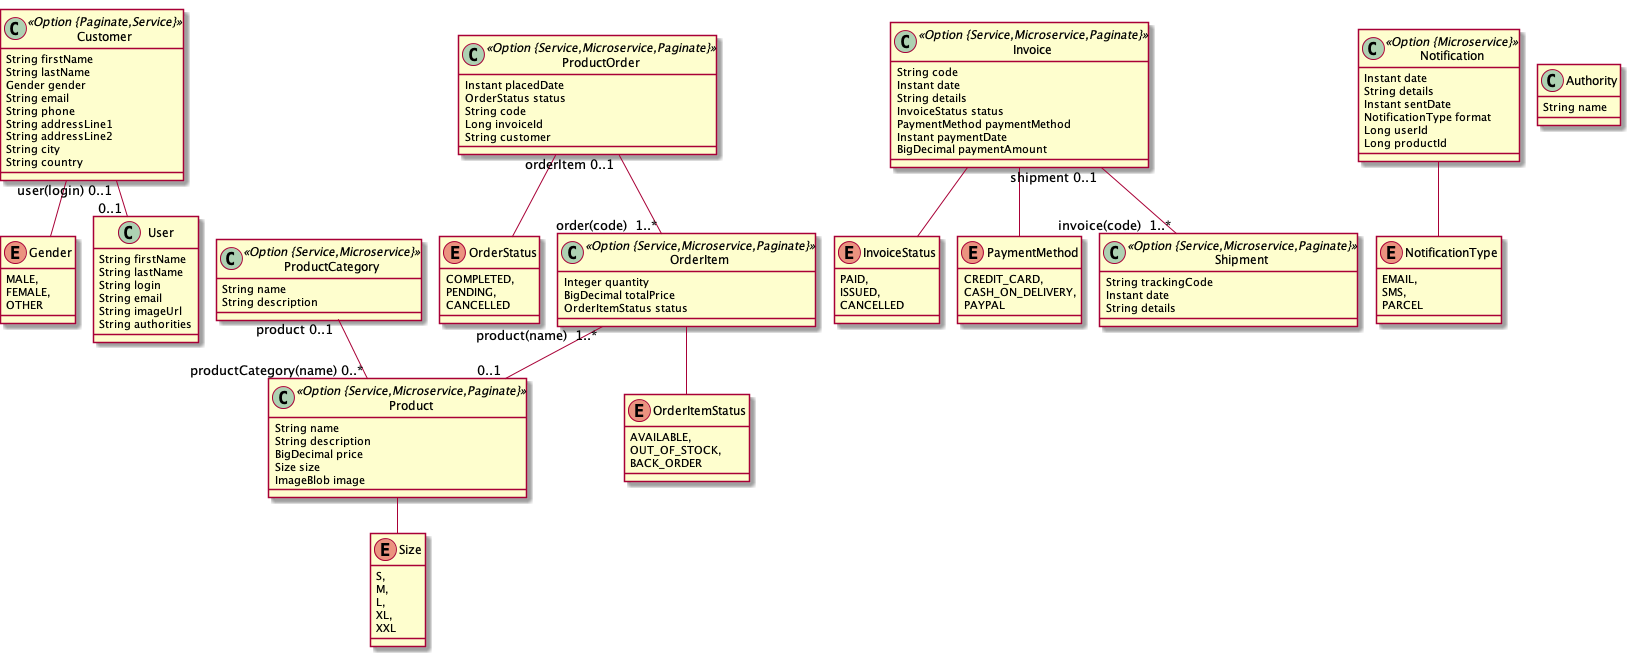 C
«Option {Paginate,Service}»
Customer
String firstName
String lastName
Gender gender
String email
String phone
String addressLine1
String addressLine2
String city
String country
C
«Option {Service,Microservice,Paginate}»
ProductOrder
Instant placedDate
OrderStatus status
String code
Long invoiceId
String customer
C
«Option {Service,Microservice,Paginate}»
Invoice
String code
Instant date
String details
InvoiceStatus status
PaymentMethod paymentMethod
Instant paymentDate
BigDecimal paymentAmount
C
«Option {Microservice}»
Notification
Instant date
String details
Instant sentDate
NotificationType format
Long userId
Long productId
C Authority
String name
user(login) 0..1
0..1
orderItem 0..1
order(code) 1..*
shipment 0..1
invoice(code) 1..*
E Gender
MALE,
FEMALE,
OTHER
C User
String firstName
String lastName
String login
String email
String imageUrl
String authorities
C
«Option {Service,Microservice}»
ProductCategory
String name
String description
E OrderStatus
COMPLETED,
PENDING,
CANCELLED
C
«Option {Service,Microservice,Paginate}»
OrderItem
Integer quantity
BigDecimal totalPrice
OrderItemStatus status
E InvoiceStatus
PAID,
ISSUED,
CANCELLED
E PaymentMethod
CREDIT_CARD,
CASH_ON_DELIVERY,
PAYPAL
C
«Option {Service,Microservice,Paginate}»
Shipment
String trackingCode
Instant date
String details
E NotificationType
EMAIL,
SMS,
PARCEL
product 0..1
productCategory(name) 0..*
product(name) 1..*
0..1
C
«Option {Service,Microservice,Paginate}»
Product
String name
String description
BigDecimal price
Size size
ImageBlob image
E OrderItemStatus
AVAILABLE,
OUT_OF_STOCK,
BACK_ORDER
E Size
S,
M,
L,
XL,
XXL